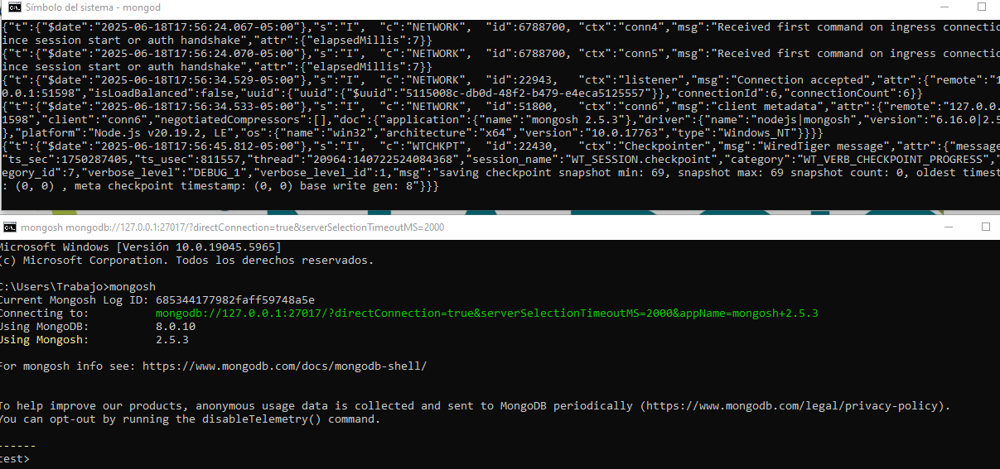 Símbolo del sistema - mongod
{"t":{"$date":"2025-06-18T17:56:24.067-05:00"},"s":"I",  "c":"NETWORK",  "id":6788700, "ctx":"conn4","msg":"Received first command on ingress connectio
ince session start or auth handshake","attr":{"elapsedMillis":7}}
{"t":{"$date":"2025-06-18T17:56:24.070-05:00"},"s":"I",  "c":"NETWORK",  "id":6788700, "ctx":"conn5","msg":"Received first command on ingress connectio
ince session start or auth handshake","attr":{"elapsedMillis":7}}
{"t":{"$date":"2025-06-18T17:56:34.529-05:00"},"s":"I",  "c":"NETWORK",  "id":22943,   "ctx":"listener","msg":"Connection accepted","attr":{"remote":"1
0.0.1:51598","isLoadBalanced":false,"uuid":{"uuid":{"$uuid":"5115008c-db0d-48f2-b479-e4eca5125557"}},"connectionId":6,"connectionCount":6}}
{"t":{"$date":"2025-06-18T17:56:34.533-05:00"},"s":"I",  "c":"NETWORK",  "id":51800,   "ctx":"conn6","msg":"client metadata","attr":{"remote":"127.0.0.
1598","client":"conn6","negotiatedCompressors":[],"doc":{"application":{"name":"mongosh 2.5.3"},"driver":{"name":"nodejs|mongosh","version":"6.16.0|2.5
},"platform":"Node.js v20.19.2, LE","os":{"name":"win32","architecture":"x64","version":"10.0.17763","type":"Windows_NT"}}}}
{"t":{"$date":"2025-06-18T17:56:45.812-05:00"},"s":"I",  "c":"WTCHKPT",  "id":22430,   "ctx":"Checkpointer","msg":"WiredTiger message","attr":{"message
"ts_sec":1750287405,"ts_usec":811557,"thread":"20964:140722524084368","session_name":"WT_SESSION.checkpoint","category":"WT_VERB_CHECKPOINT_PROGRESS","
egory_id":7,"verbose_level":"DEBUG_1","verbose_level_id":1,"msg":"saving checkpoint snapshot min: 69, snapshot max: 69 snapshot count: 0, oldest timest
: (0, 0) , meta checkpoint timestamp: (0, 0) base write gen: 8"}}}
mongosh mongodb://127.0.0.1:27017/?directConnection=true&serverSelectionTimeoutMS=2000
Microsoft Windows [Versión 10.0.19045.5965]
(c) Microsoft Corporation. Todos los derechos reservados.
C:\Users\Trabajo>mongosh
Current Mongosh Log ID: 685344177982faff59748a5e
Connecting to:          mongodb://127.0.0.1:27017/?directConnection=true&serverSelectionTimeoutMS=2000&appName=mongosh+2.5.3
Using MongoDB:          8.0.10
Using Mongosh:          2.5.3
For mongosh info see: https://www.mongodb.com/docs/mongodb-shell/
To help improve our products, anonymous usage data is collected and sent to MongoDB periodically (https://www.mongodb.com/legal/privacy-policy).
You can opt-out by running the disableTelemetry() command.
------
test>